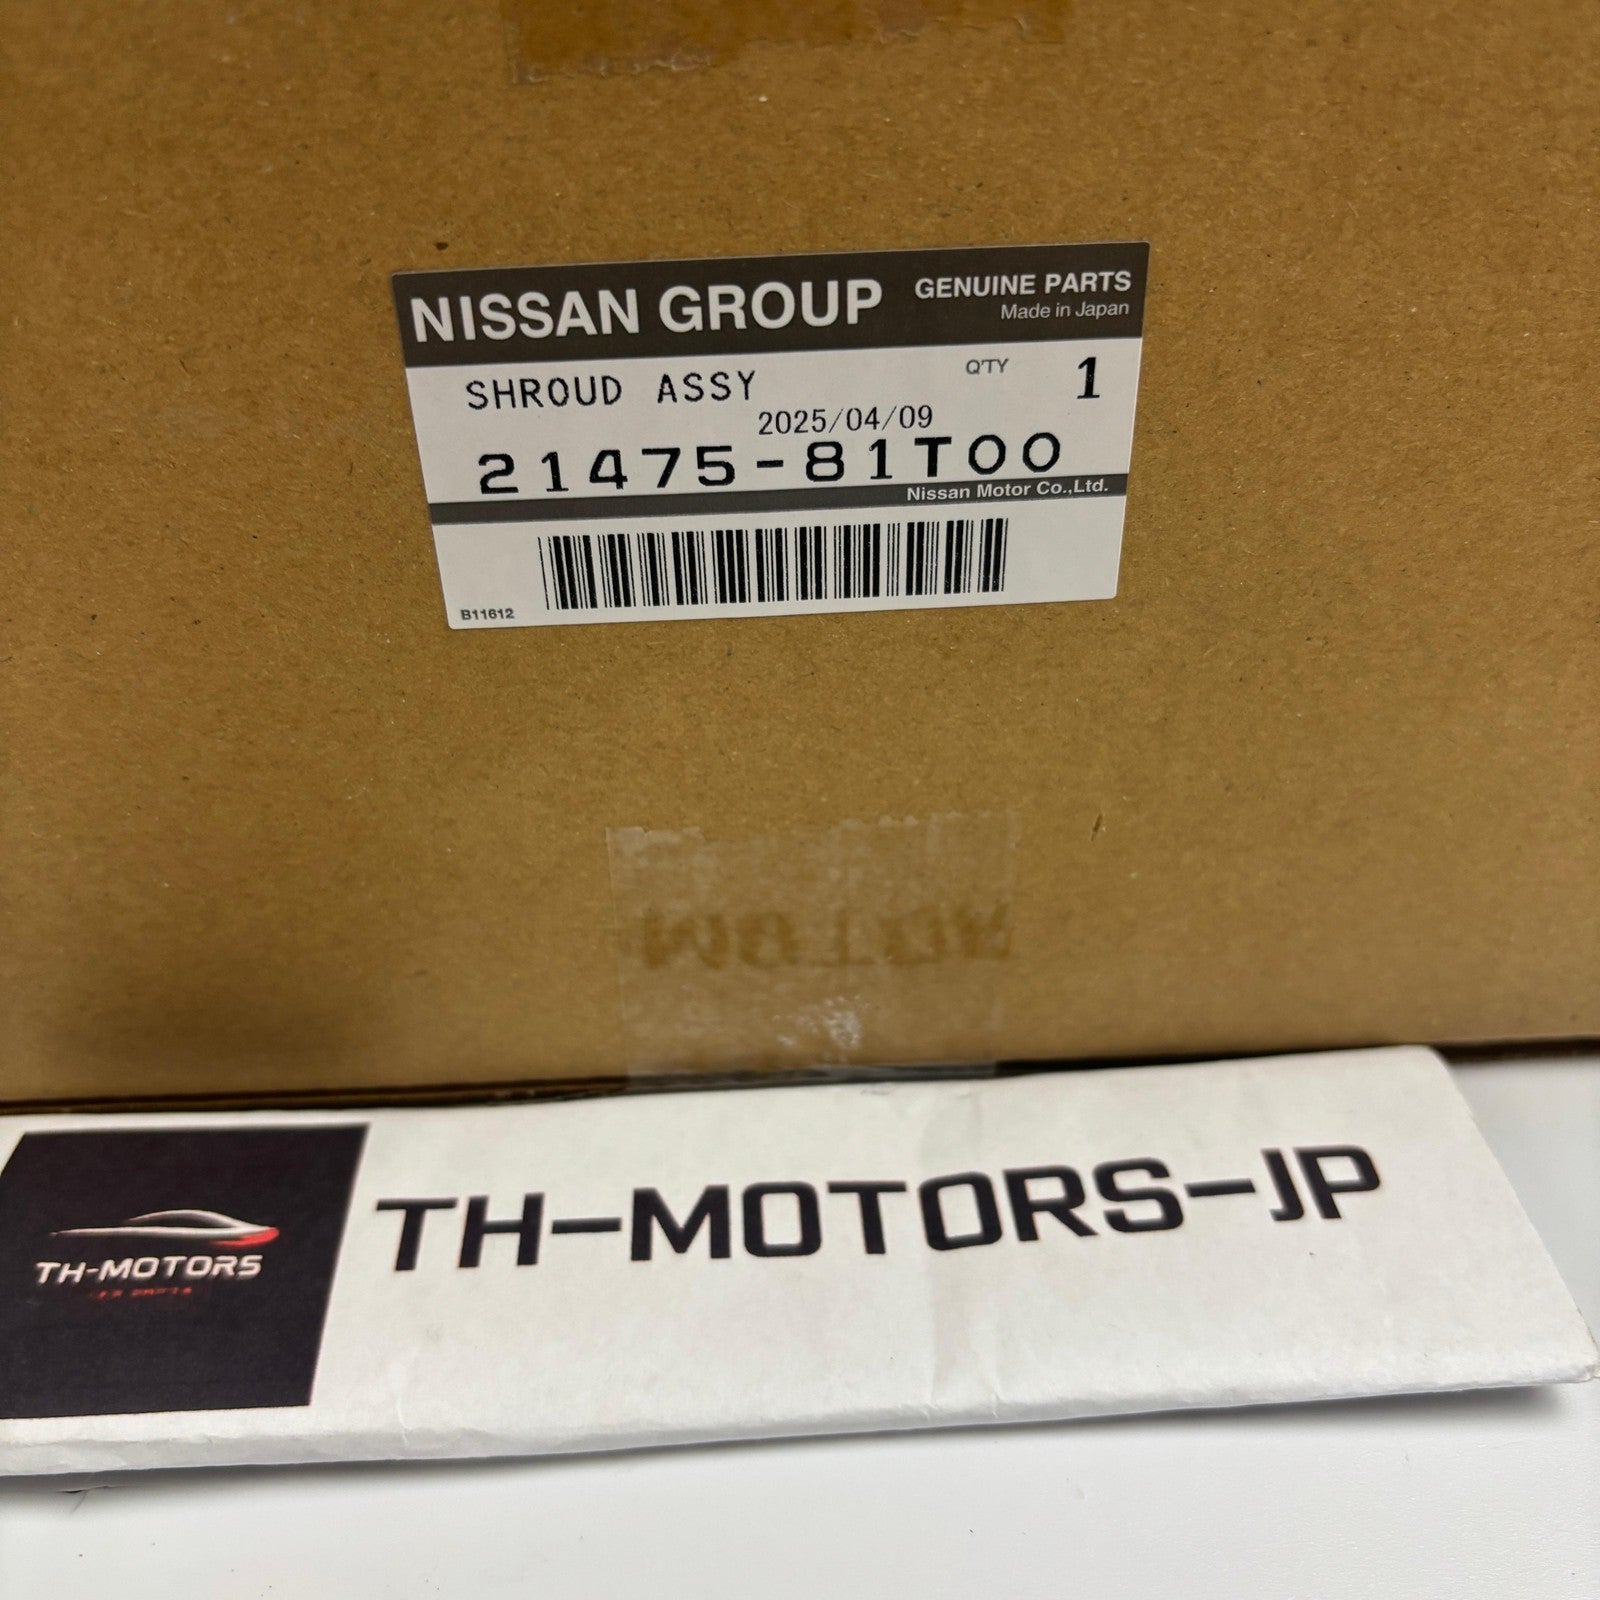 NISSAN GROUP GENUINE PARTS
Made in Japan
SHROUD ASSY Q'TY 1
2025/04/09
21475-81T00
Nissan Motor Co.,Ltd.
B11612
TH-MOTORS-JP
TH-MOTORS